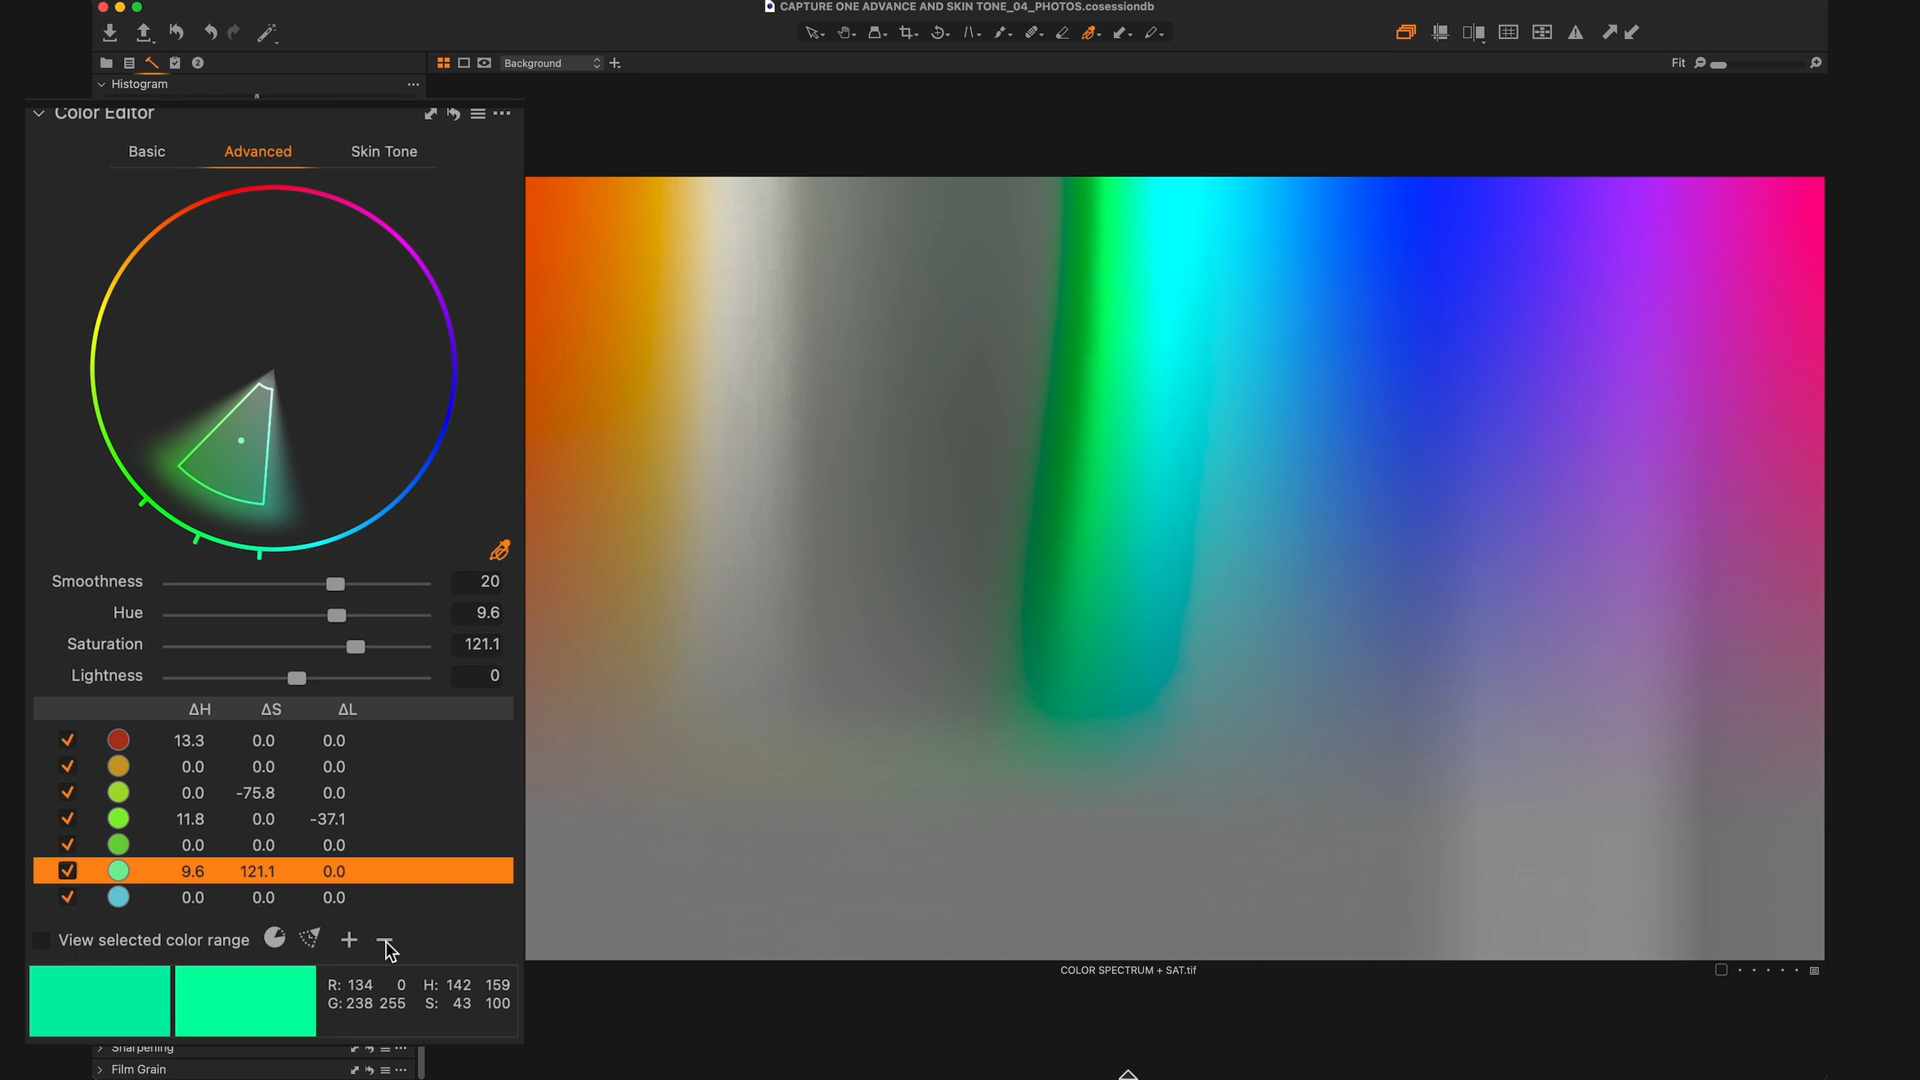 CAPTURE ONE ADVANCE AND SKIN TONE_04_PHOTOS.cosessiondb
2
Background
Fit
Histogram
Color Editor
Basic Advanced Skin Tone
Smoothness 20
Hue 9.6
Saturation 121.1
Lightness 0
ΔH ΔS ΔL
13.3 0.0 0.0
0.0 0.0 0.0
0.0 -75.8 0.0
11.8 0.0 -37.1
0.0 0.0 0.0
9.6 121.1 0.0
0.0 0.0 0.0
View selected color range
R: 134 0 H: 142 159
G: 238 255 S: 43 100
COLOR SPECTRUM + SAT.tif
Sharpening
Film Grain